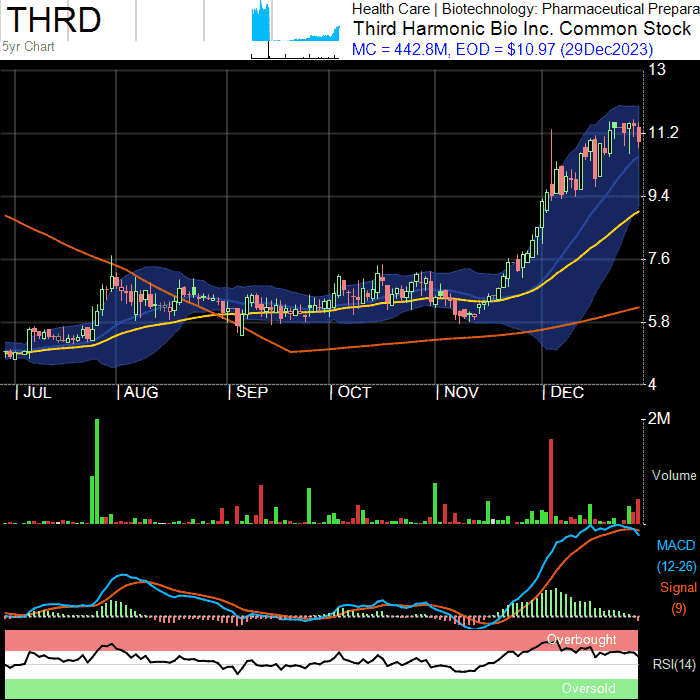 THRD
5yr Chart
Health Care | Biotechnology: Pharmaceutical Prepara
Third Harmonic Bio Inc. Common Stock
MC = 442.8M, EOD = $10.97 (29Dec2023)
13
11.2
9.4
7.6
5.8
4
JUL AUG SEP OCT NOV DEC
2M
Volume
MACD
(12-26)
Signal
(9)
Overbought
RSI(14)
Oversold